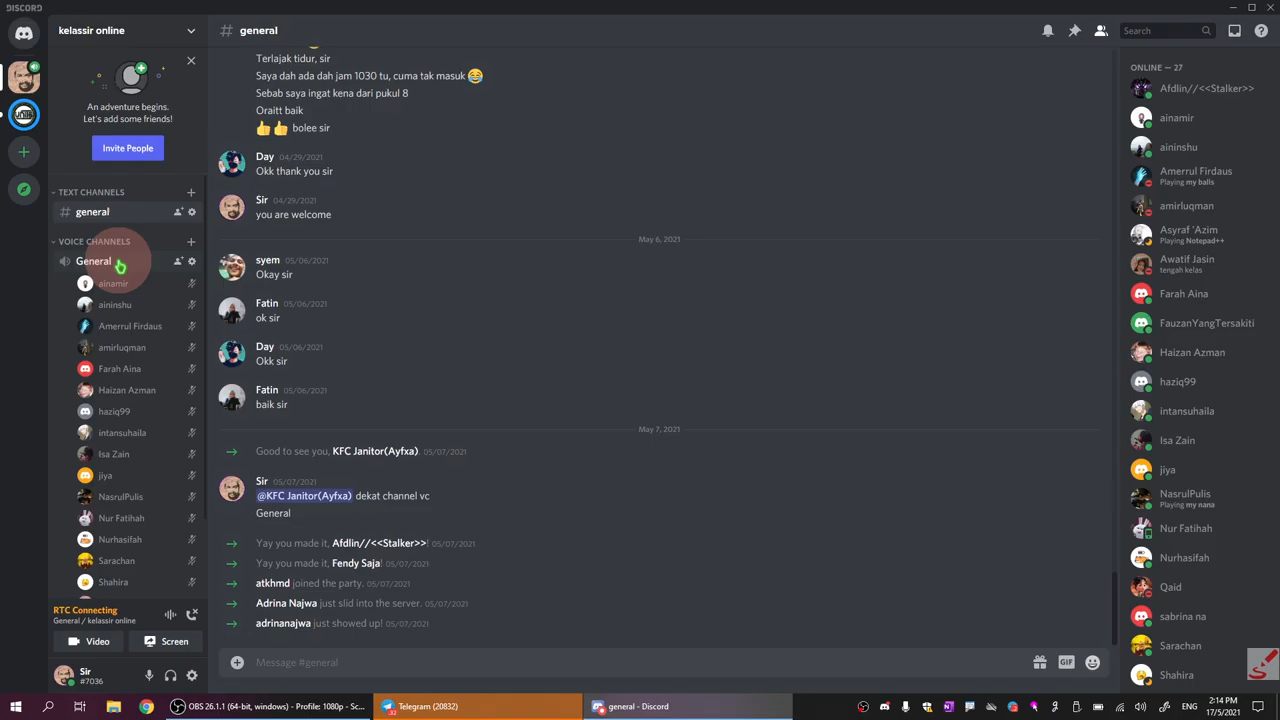 DISCORD
kelassir online
An adventure begins.
Let's add some friends!
Invite People
TEXT CHANNELS
general
VOICE CHANNELS
General
ainamir
aininshu
Amerrul Firdaus
amirluqman
Farah Aina
Haizan Azman
haziq99
intansuhaila
Isa Zain
jiya
NasrulPulis
Nur Fatihah
Nurhasifah
Sarachan
Shahira
RTC Connecting
General / kelassir online
Video
Screen
Sir
#7036
# general
Search
Terlajak tidur, sir
Saya dah ada dah jam 1030 tu, cuma tak masuk 😂
Sebab saya ingat kena dari pukul 8
Oraitt baik
👍 👍 bolee sir
Day 04/29/2021
Okk thank you sir
Sir 04/29/2021
you are welcome
May 6, 2021
syem 05/06/2021
Okay sir
Fatin 05/06/2021
ok sir
Day 05/06/2021
Okk sir
Fatin 05/06/2021
baik sir
May 7, 2021
Good to see you, KFC Janitor(Ayfxa). 05/07/2021
Sir 05/07/2021
@KFC Janitor(Ayfxa) dekat channel vc
General
Yay you made it, Afdlin//<<Stalker>>! 05/07/2021
Yay you made it, Fendy Saja! 05/07/2021
atkhmd joined the party. 05/07/2021
Adrina Najwa just slid into the server. 05/07/2021
adrinanajwa just showed up! 05/07/2021
Message #general
GIF
ONLINE — 27
Afdlin//<<Stalker>>
ainamir
aininshu
Amerrul Firdaus
Playing my balls
amirluqman
Asyraf 'Azim
Playing Notepad++
Awatif Jasin
tengah kelas
Farah Aina
FauzanYangTersakiti
Haizan Azman
haziq99
intansuhaila
Isa Zain
jiya
NasrulPulis
Playing my nana
Nur Fatihah
Nurhasifah
Qaid
sabrina na
Sarachan
Shahira
OBS 26.1.1 (64-bit, windows) - Profile: 1080p - Sc...
Telegram (20832)
general - Discord
ENG
2:14 PM
17/5/2021